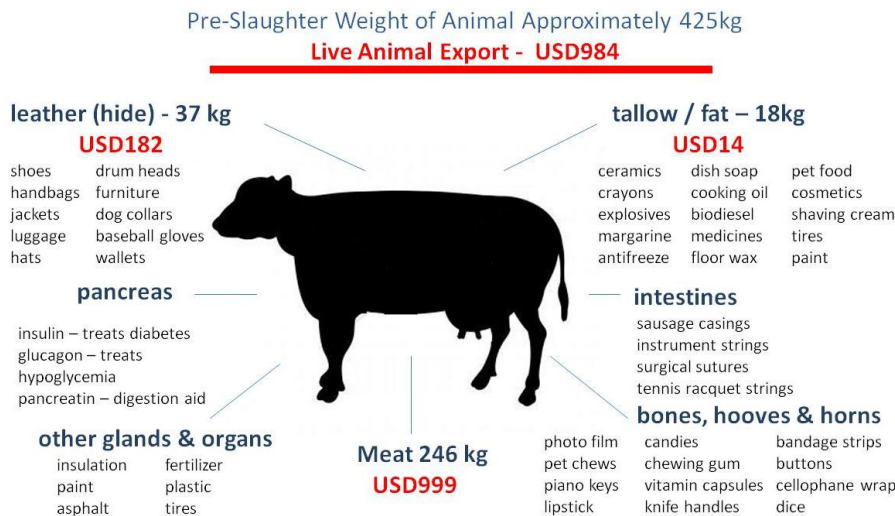 Pre-Slaughter Weight of Animal Approximately 425kg
Live Animal Export - USD984
leather (hide) - 37 kg
USD182
shoes drum heads
handbags furniture
jackets dog collars
luggage baseball gloves
hats wallets
tallow / fat – 18kg
USD14
ceramics dish soap pet food
crayons cooking oil cosmetics
explosives biodiesel shaving cream
margarine medicines tires
antifreeze floor wax paint
pancreas
insulin – treats diabetes
glucagon – treats
hypoglycemia
pancreatin – digestion aid
intestines
sausage casings
instrument strings
surgical sutures
tennis racquet strings
other glands & organs
insulation fertilizer
paint plastic
asphalt tires
Meat 246 kg
USD999
bones, hooves & horns
photo film candies bandage strips
pet chews chewing gum buttons
piano keys vitamin capsules cellophane wrap
lipstick knife handles dice